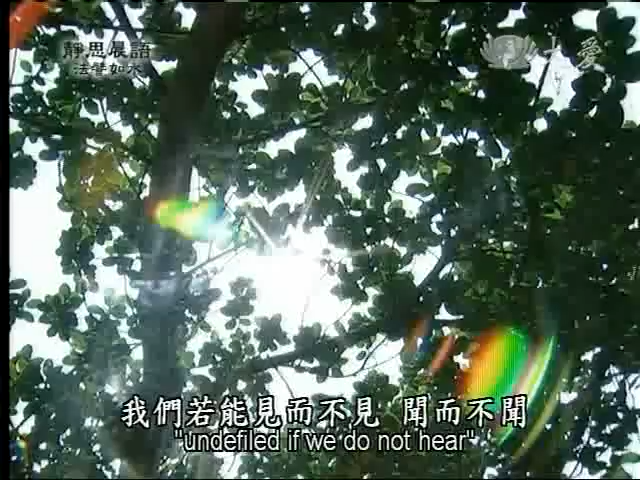 靜思晨語
法譬如水
大愛
我們若能見而不見 聞而不聞
"undefiled if we do not hear"